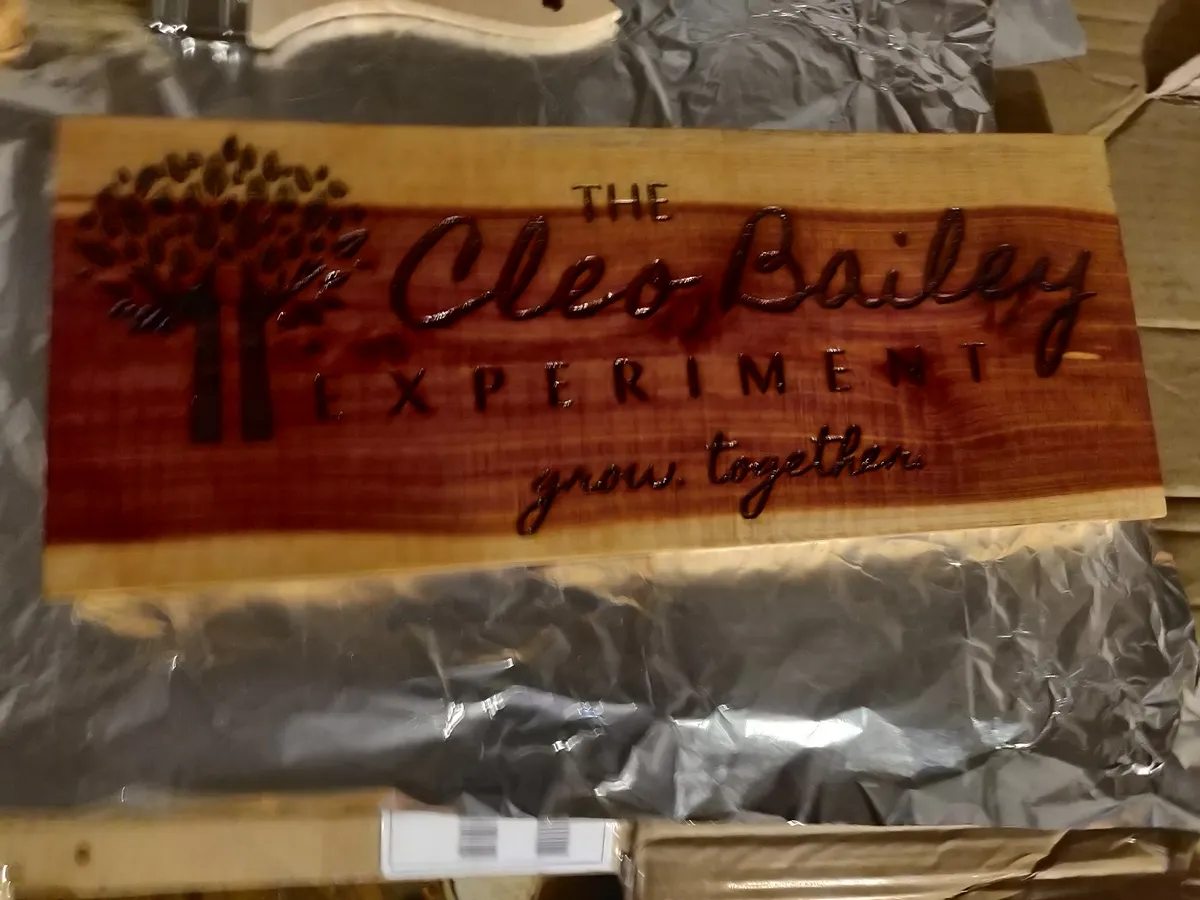 THE
Cleo Bailey
EXPERIMENT
grow. together.